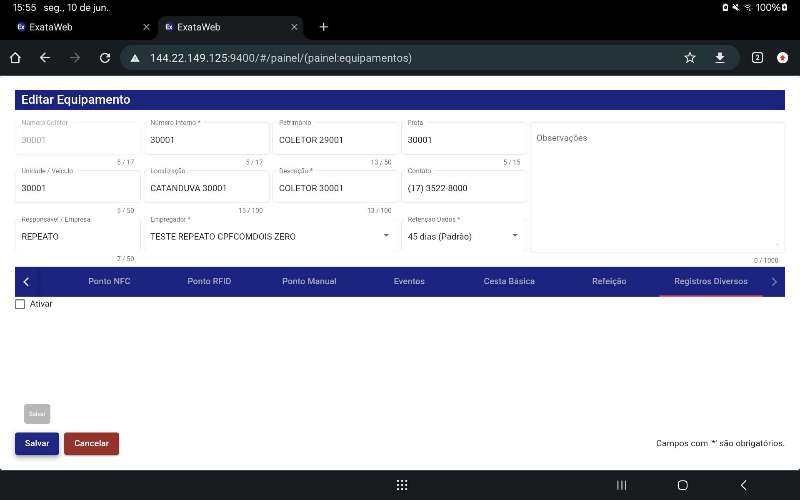 15:55 seg., 10 de jun. 100%
ExataWeb ExataWeb
144.22.149.125:9400/#/painel/(painel:equipamentos) 2
Editar Equipamento
Número Coletor Número Interno * Patrimônio Frota
30001 30001 COLETOR 29001 30001 Observações
5 / 17 5 / 17 13 / 50 5 / 15
Unidade / Veículo Localização Descrição * Contato
30001 CATANDUVA 30001 COLETOR 30001 (17) 3522-8000
5 / 50 15 / 100 13 / 100
Responsável / Empresa Empregador * Retenção Dados *
REPEATO TESTE REPEATO CPFCOMDOIS ZERO 45 dias (Padrão)
7 / 50 0 / 1000
Ponto NFC Ponto RFID Ponto Manual Eventos Cesta Básica Refeição Registros Diversos
Ativar
Salvar
Salvar Cancelar Campos com '*' são obrigatórios.